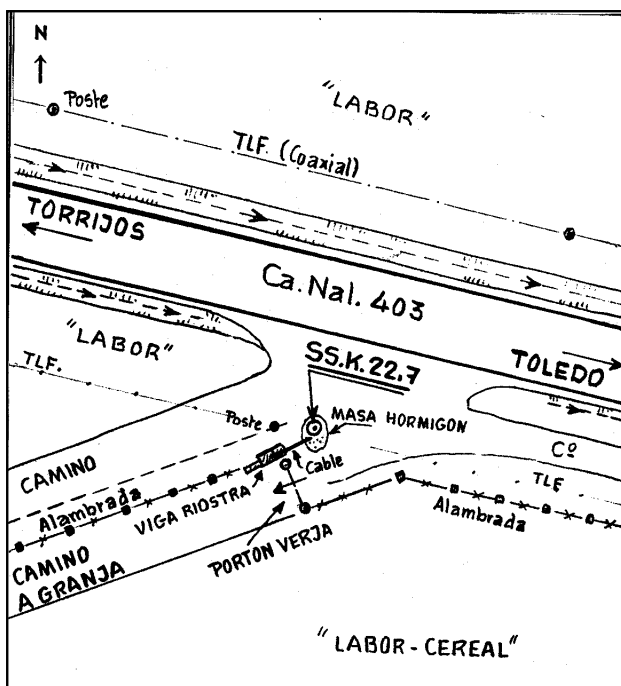 N
Poste
"LABOR"
TLF. (Coaxial)
TORRIJOS
Ca. Nal. 403
"LABOR"
SS.K.22.7
TOLEDO
TLF.
Poste
MASA HORMIGON
Cº
CAMINO
Cable
TLF
Alambrada
VIGA RIOSTRA
Alambrada
PORTON VERJA
CAMINO
A GRANJA
"LABOR - CEREAL"